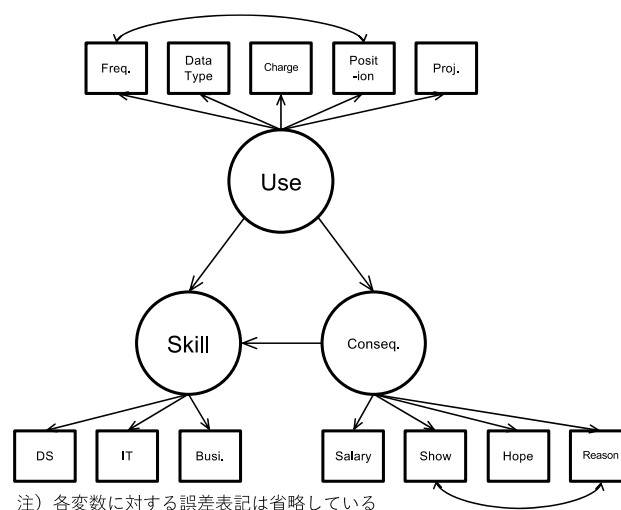 Freq.
Data
Type
Charge
Posit
-ion
Proj.
Use
Skill
Conseq.
DS
IT
Busi.
Salary
Show
Hope
Reason
注）各変数に対する誤差表記は省略している